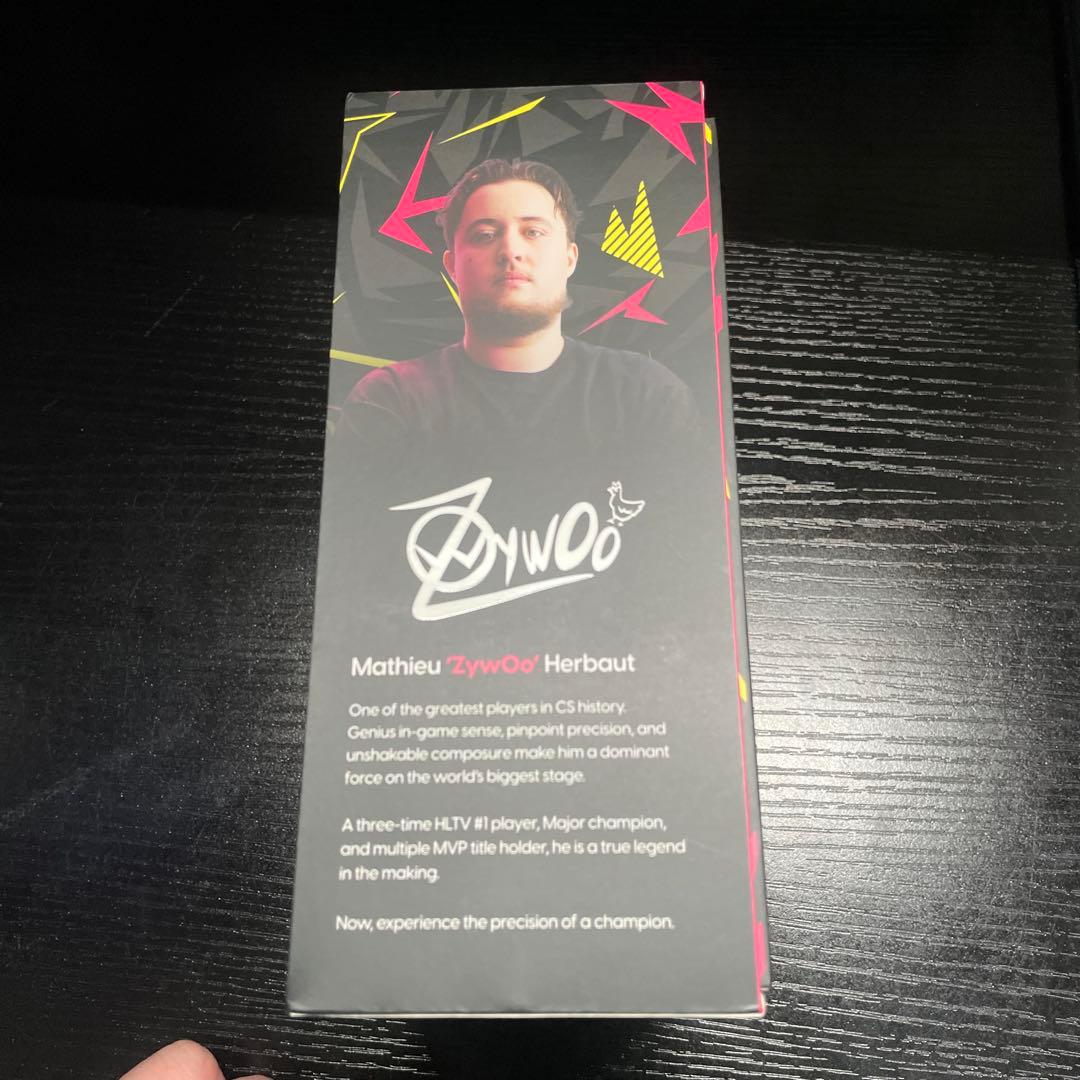 ZywOo
Mathieu 'ZywOo' Herbaut
One of the greatest players in CS history.
Genius in-game sense, pinpoint precision, and
unshakable composure make him a dominant
force on the world's biggest stage.
A three-time HLTV #1 player, Major champion,
and multiple MVP title holder, he is a true legend
in the making.
Now, experience the precision of a champion.